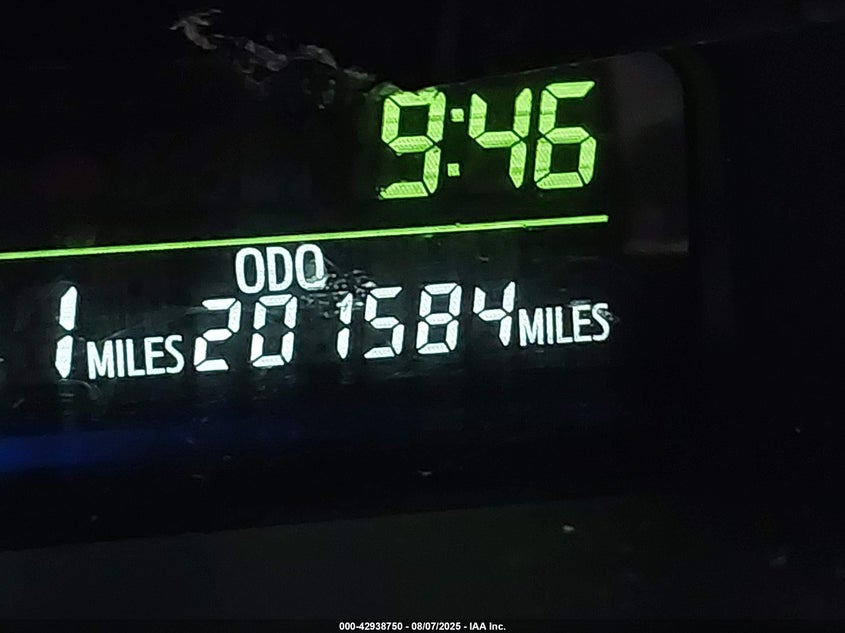 9:46
ODO
1 MILES 201584 MILES
000-42938750 - 08/07/2025 - IAA Inc.